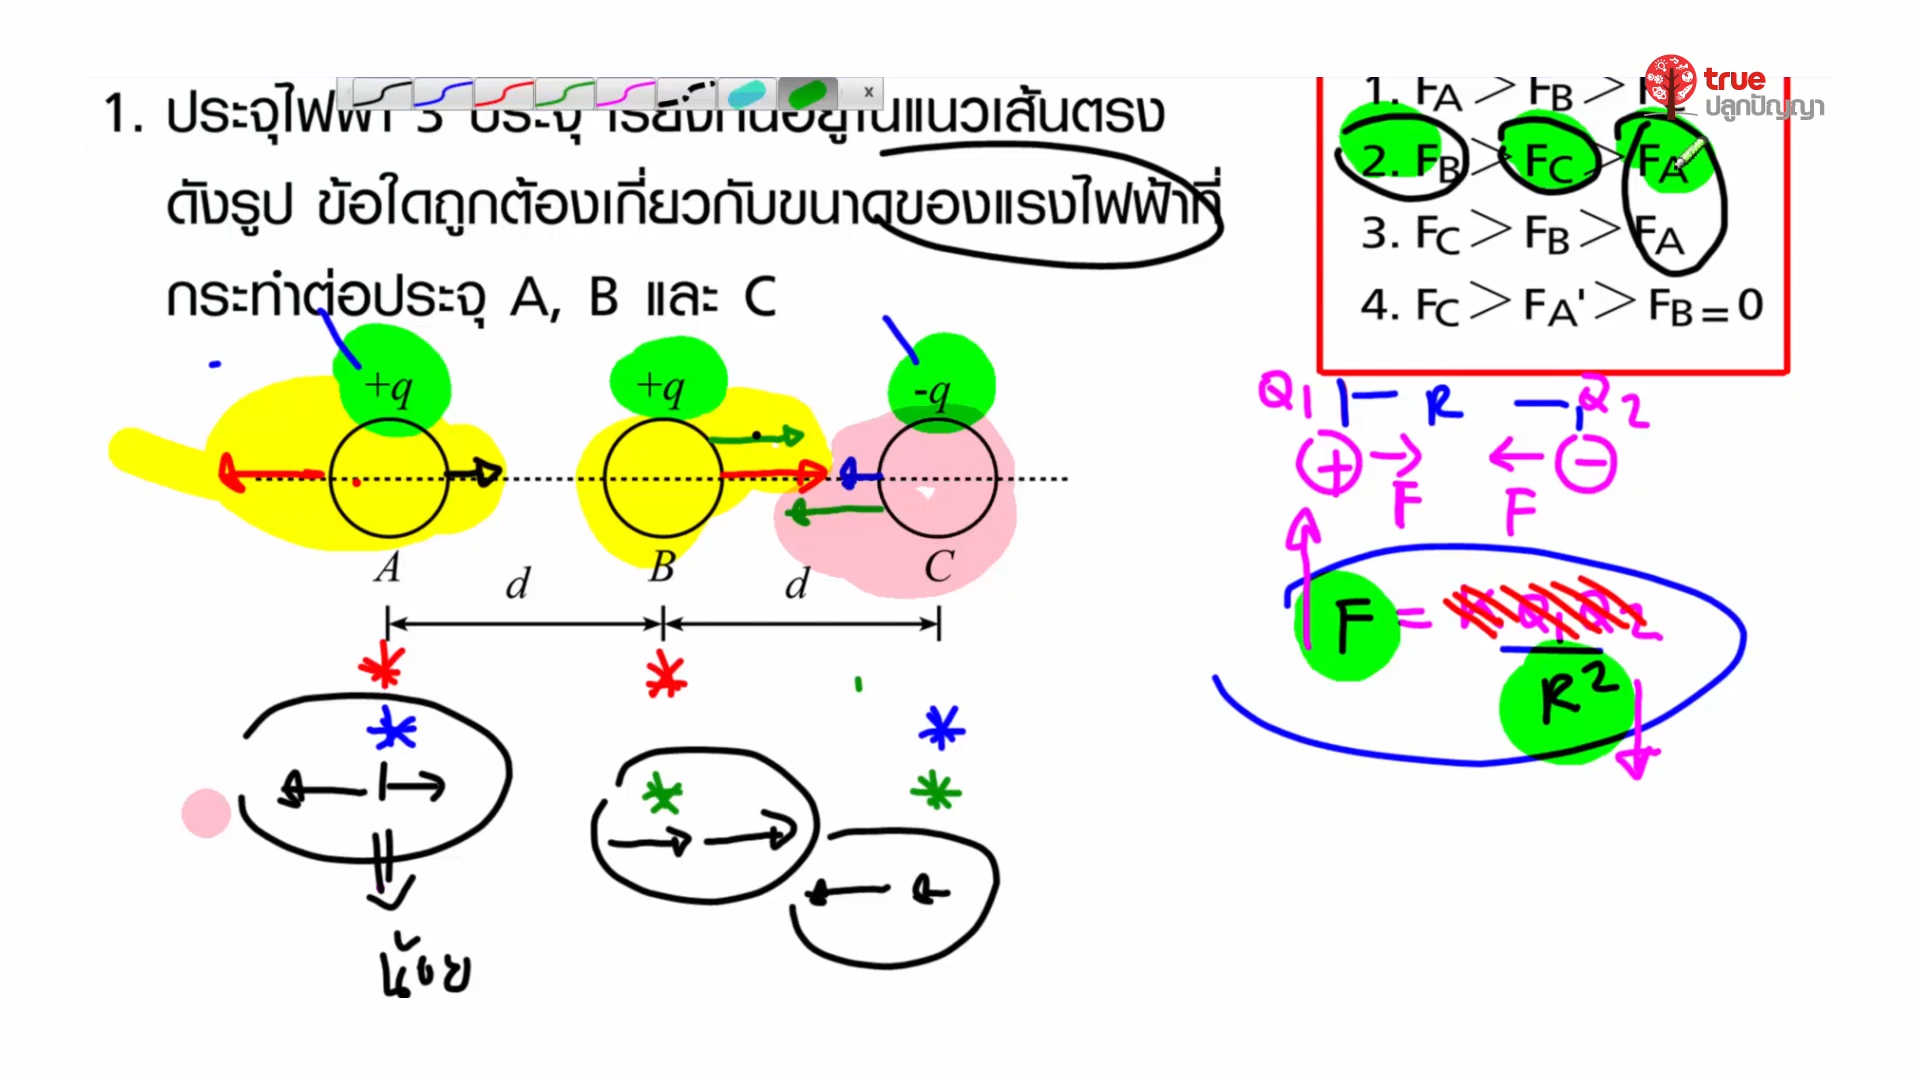 true
ปลูกปัญญา
1. ประจุไฟฟ้า 3 ประจุ เรียงกันอยู่ในแนวเส้นตรง
ดังรูป ข้อใดถูกต้องเกี่ยวกับขนาดของแรงไฟฟ้าที่
กระทำต่อประจุ A, B และ C
1. FA > FB >
2. FB > FC > FA
3. FC > FB > FA
4. FC > FA' > FB = 0
+q +q -q
A B C
d d
น้อย
Q1 R Q2
+ −
F F
F = K Q1 Q2
R2
x